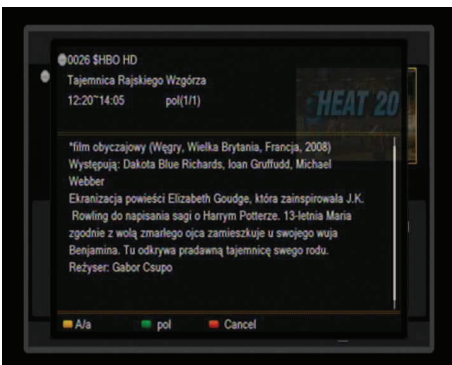 0026 $HBO HD
Tajemnica Rajskiego Wzgórza
12:20~14:05 pol(1/1)
HEAT 20
*film obyczajowy (Węgry, Wielka Brytania, Francja, 2008)
Występują: Dakota Blue Richards, Ioan Gruffudd, Michael
Webber
Ekranizacja powieści Elizabeth Goudge, która zainspirowała J.K.
Rowling do napisania sagi o Harrym Potterze. 13-letnia Maria
zgodnie z wolą zmarłego ojca zamieszkuje u swojego wuja
Benjamina. Tu odkrywa pradawną tajemnicę swego rodu.
Reżyser: Gabor Csupo
A/a pol Cancel